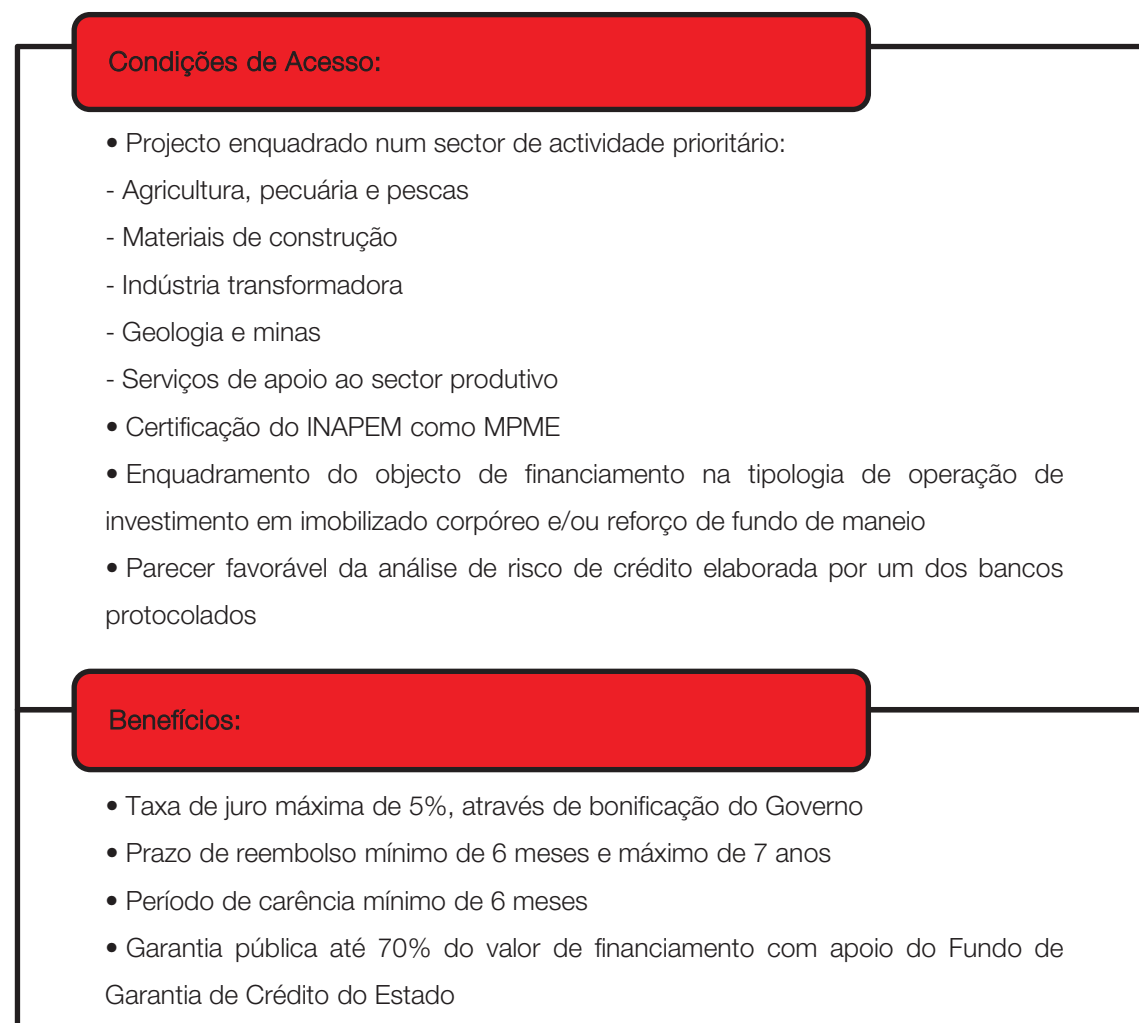 Condições de Acesso:
• Projecto enquadrado num sector de actividade prioritário:
- Agricultura, pecuária e pescas
- Materiais de construção
- Indústria transformadora
- Geologia e minas
- Serviços de apoio ao sector produtivo
• Certificação do INAPEM como MPME
• Enquadramento do objecto de financiamento na tipologia de operação de
investimento em imobilizado corpóreo e/ou reforço de fundo de maneio
• Parecer favorável da análise de risco de crédito elaborada por um dos bancos
protocolados
Benefícios:
• Taxa de juro máxima de 5%, através de bonificação do Governo
• Prazo de reembolso mínimo de 6 meses e máximo de 7 anos
• Período de carência mínimo de 6 meses
• Garantia pública até 70% do valor de financiamento com apoio do Fundo de
Garantia de Crédito do Estado